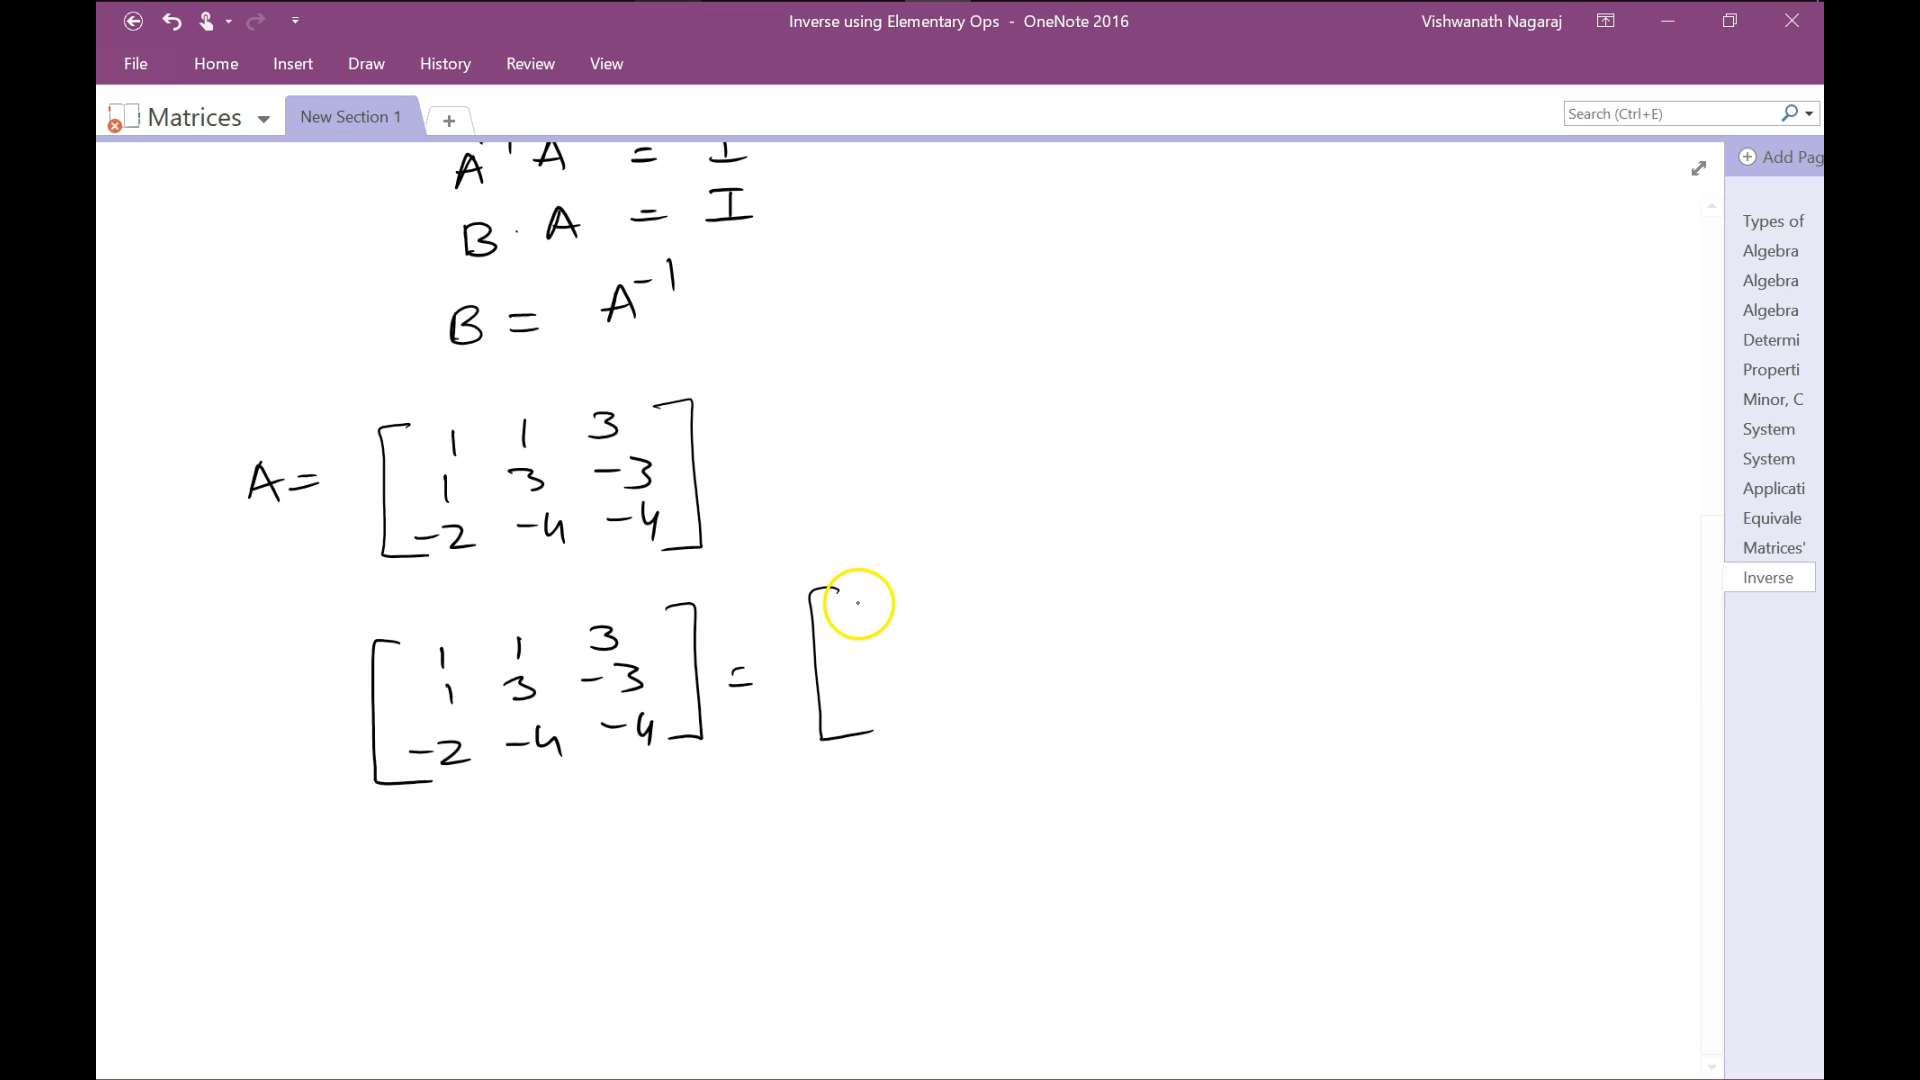 Inverse using Elementary Ops - OneNote 2016
Vishwanath Nagaraj
File Home Insert Draw History Review View
Matrices
New Section 1
+
Search (Ctrl+E)
Add Pag
A⁻¹ A = I
B · A = I
B = A⁻¹
A = [ 1 1 3
1 3 -3
-2 -4 -4 ]
[ 1 1 3
1 3 -3
-2 -4 -4 ] = [
Types of
Algebra
Algebra
Algebra
Determi
Properti
Minor, C
System
System
Applicati
Equivale
Matrices'
Inverse